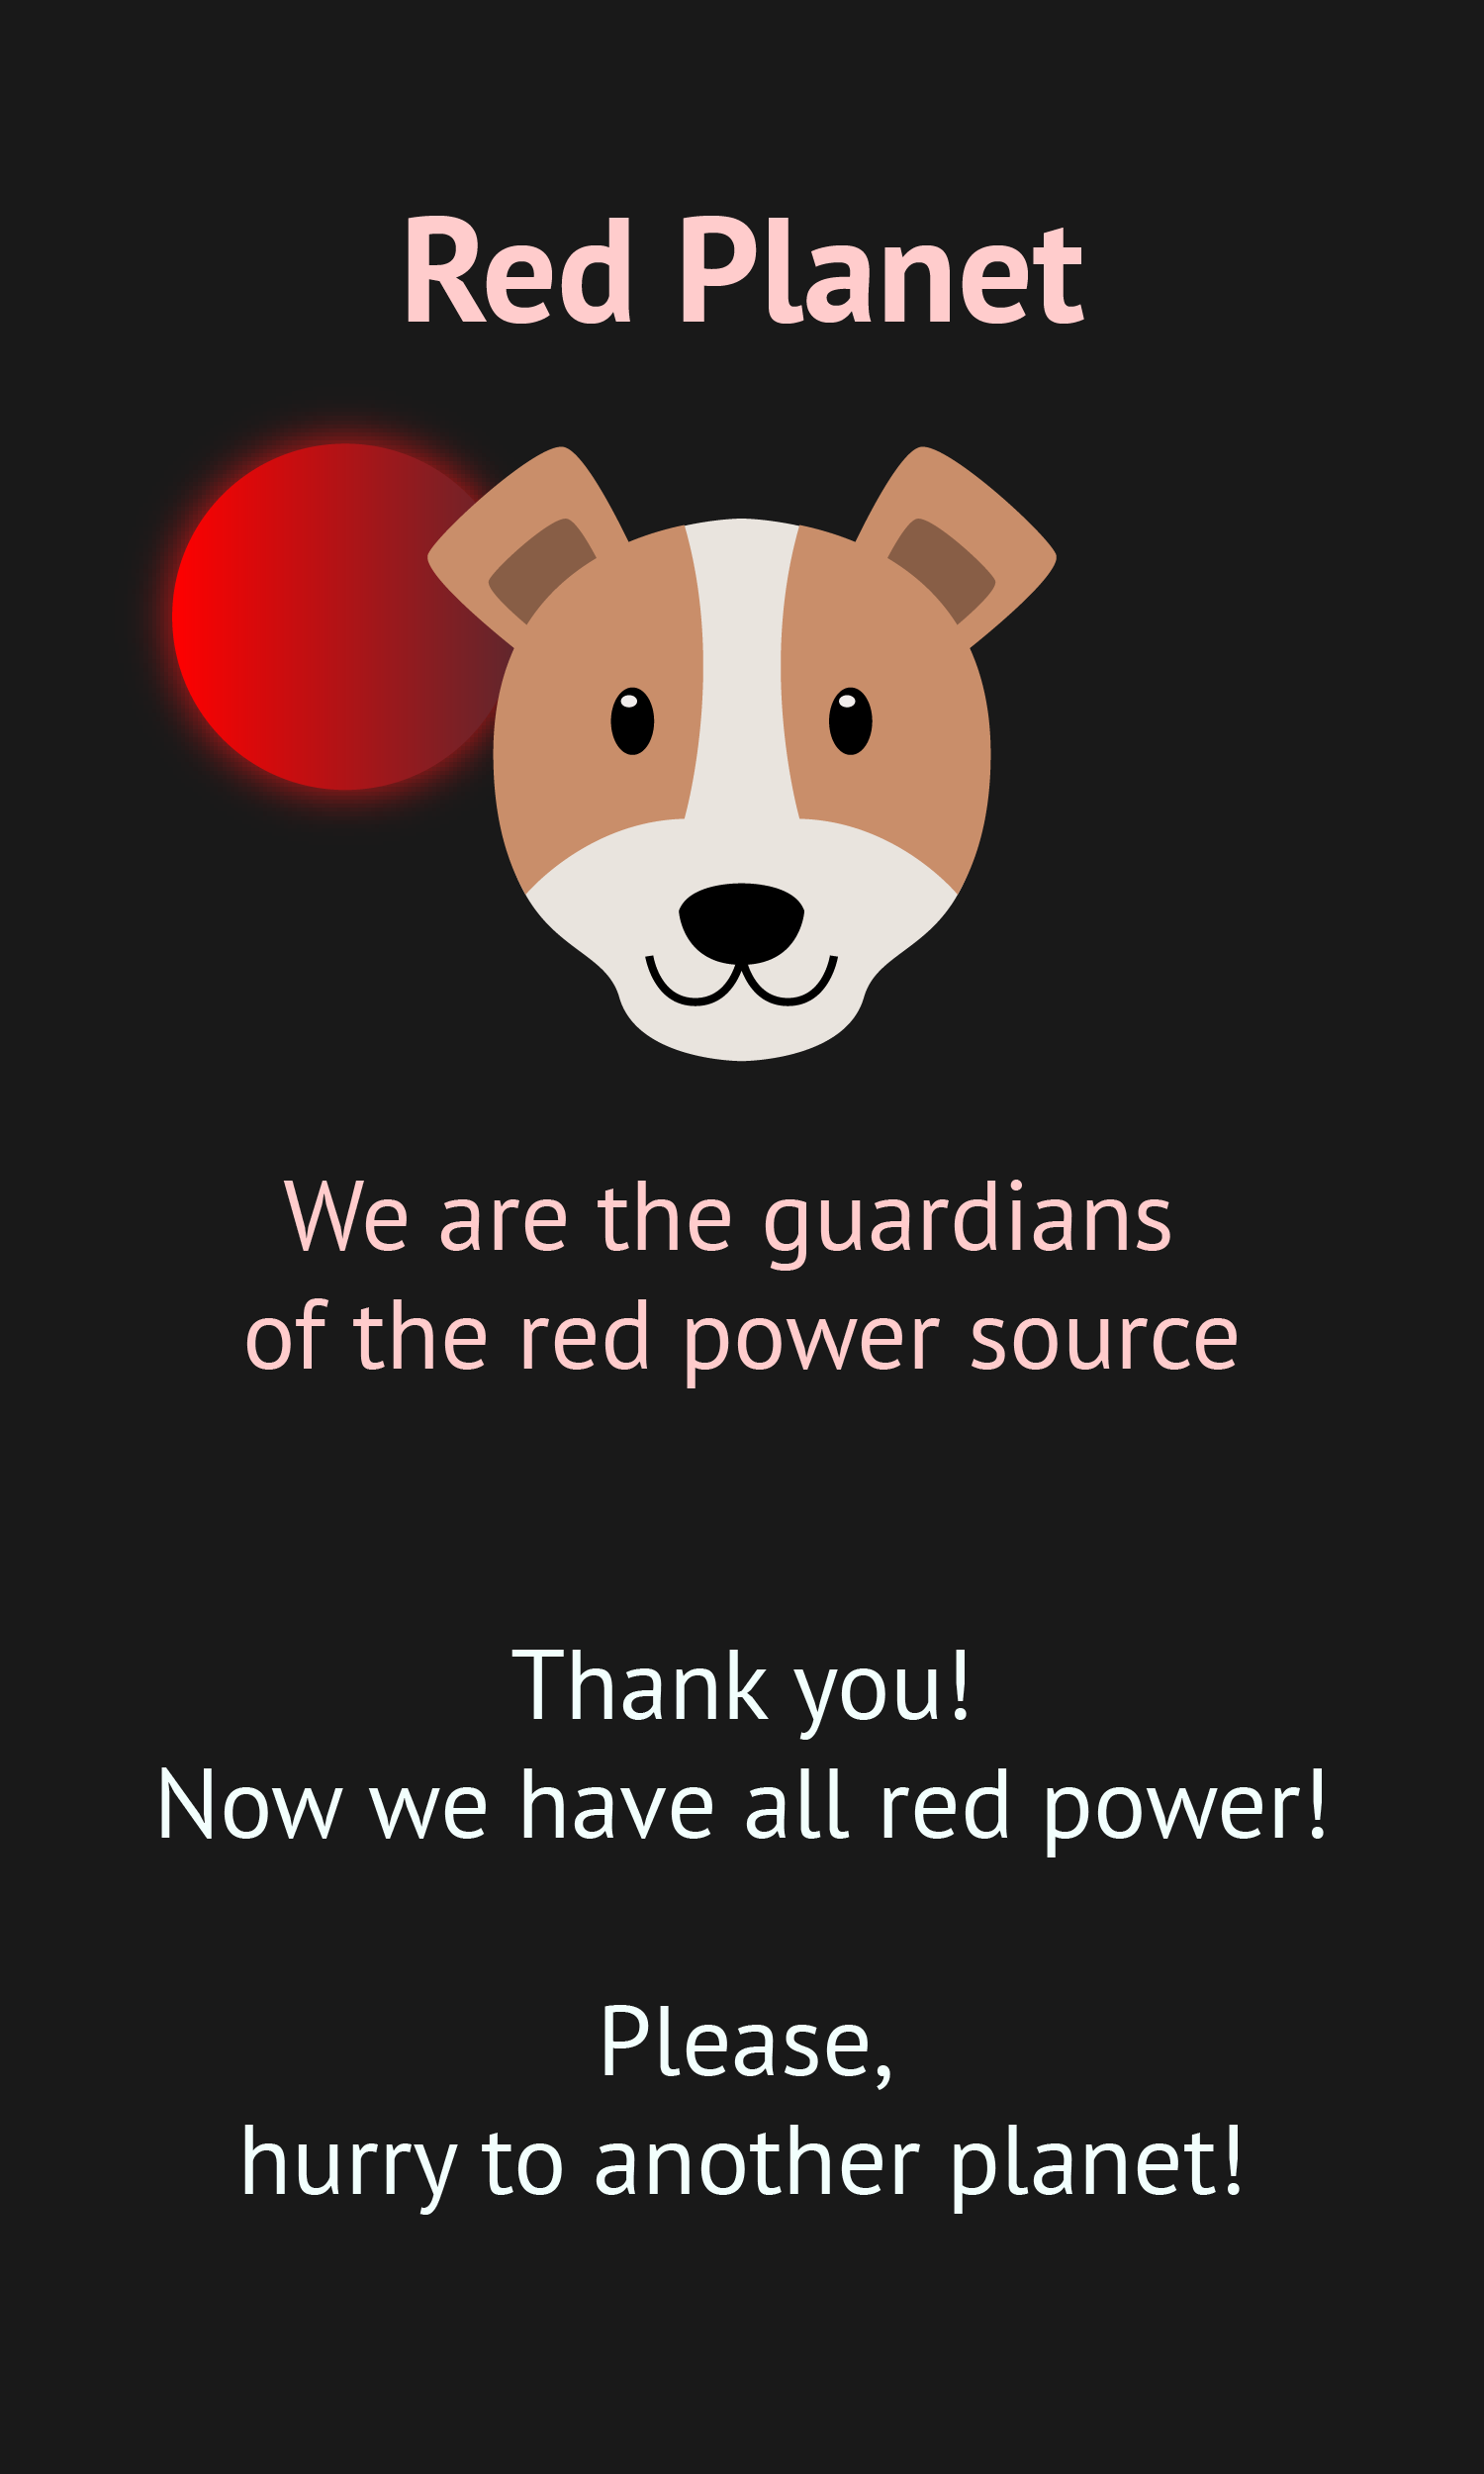 Red Planet
We are the guardians
of the red power source
Thank you!
Now we have all red power!
Please,
hurry to another planet!